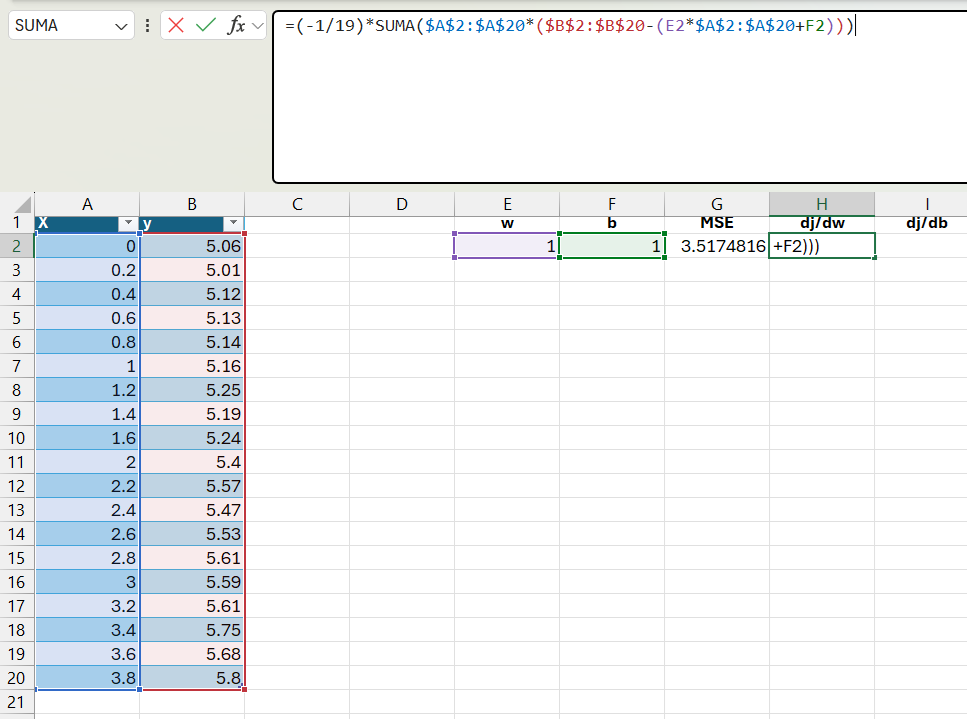 SUMA fx =(-1/19)*SUMA($A$2:$A$20*($B$2:$B$20-(E2*$A$2:$A$20+F2)))
A B C D E F G H I
1 X y w b MSE dj/dw dj/db
2 0 5.06 1 1 3.5174816 +F2)))
3 0.2 5.01
4 0.4 5.12
5 0.6 5.13
6 0.8 5.14
7 1 5.16
8 1.2 5.25
9 1.4 5.19
10 1.6 5.24
11 2 5.4
12 2.2 5.57
13 2.4 5.47
14 2.6 5.53
15 2.8 5.61
16 3 5.59
17 3.2 5.61
18 3.4 5.75
19 3.6 5.68
20 3.8 5.8
21